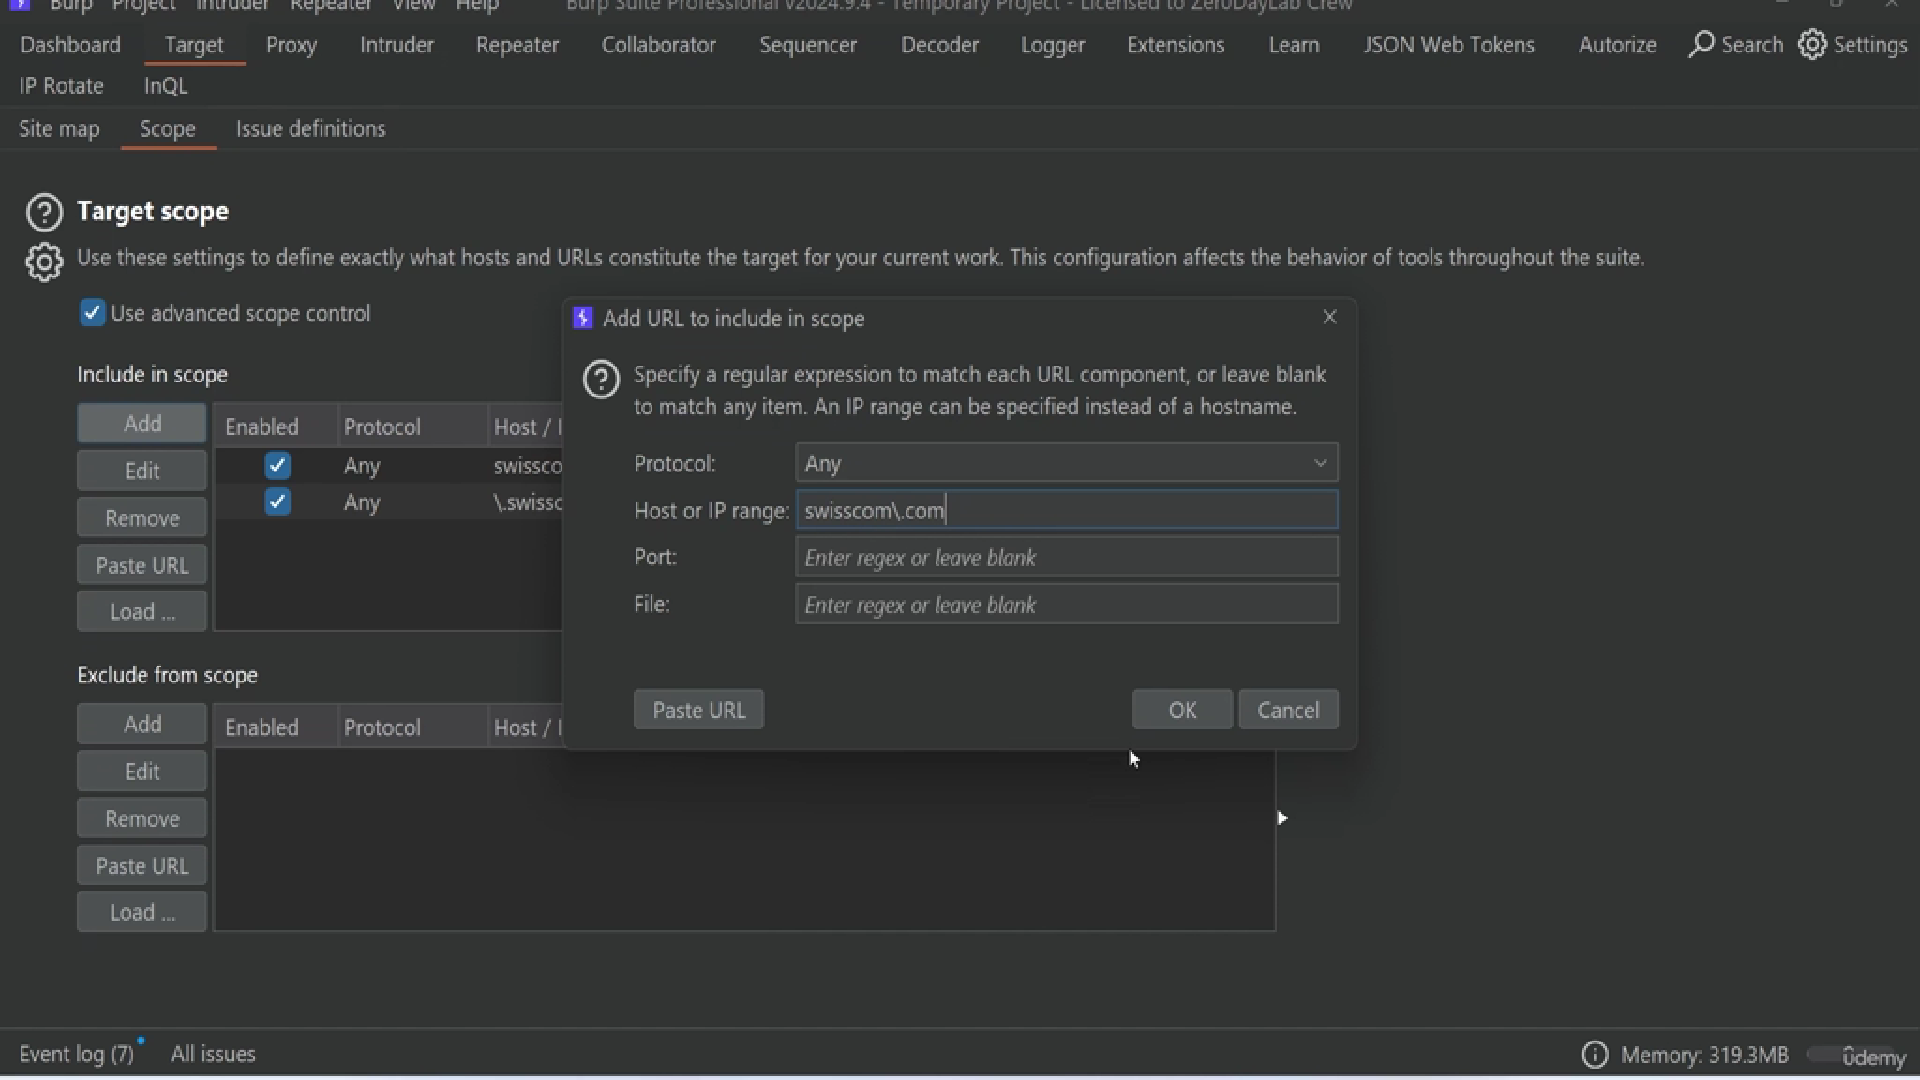 Burp Project Intruder Repeater View Help Burp Suite Professional v2024.9.4 - Temporary Project - Licensed to ZeroDayLab Crew
Dashboard Target Proxy Intruder Repeater Collaborator Sequencer Decoder Logger Extensions Learn JSON Web Tokens Autorize Search Settings
IP Rotate InQL
Site map Scope Issue definitions
Target scope
Use these settings to define exactly what hosts and URLs constitute the target for your current work. This configuration affects the behavior of tools throughout the suite.
Use advanced scope control
Add URL to include in scope
Specify a regular expression to match each URL component, or leave blank
to match any item. An IP range can be specified instead of a hostname.
Protocol: Any
Host or IP range: swisscom\.com
Port: Enter regex or leave blank
File: Enter regex or leave blank
Paste URL OK Cancel
Include in scope
Add Enabled Protocol Host / I
Edit Any swissco
Remove Any \.swissc
Paste URL
Load ...
Exclude from scope
Add Enabled Protocol Host / I
Edit
Remove
Paste URL
Load ...
Event log (7) All issues Memory: 319.3MB ûdemy